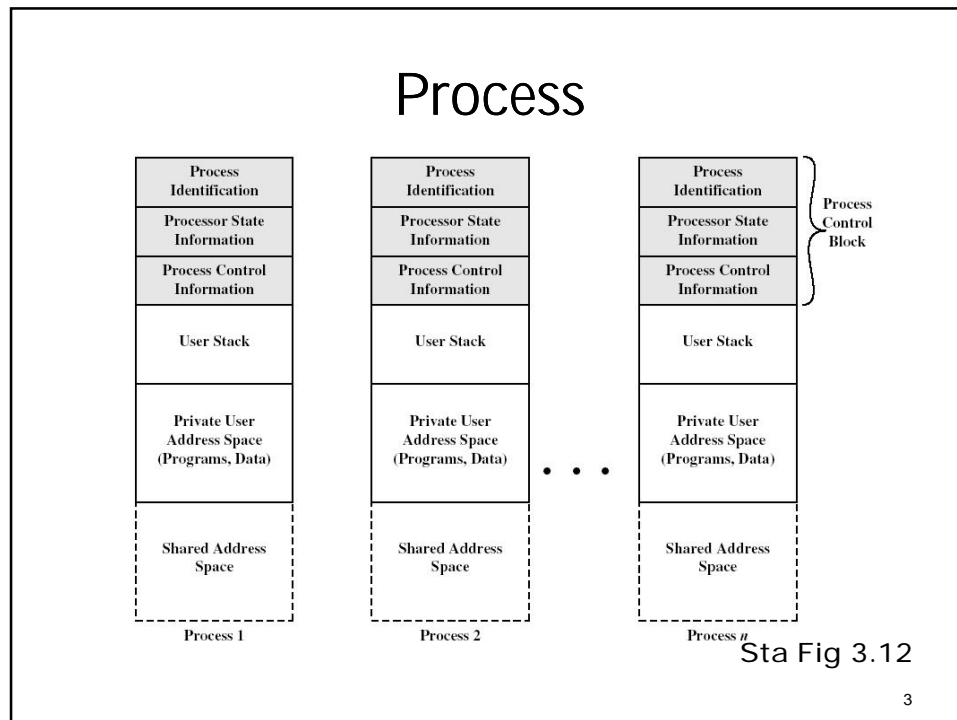 Process
Process
Identification
Processor State
Information
Process Control
Information
User Stack
Private User
Address Space
(Programs, Data)
Shared Address
Space
Process 1
Process
Identification
Processor State
Information
Process Control
Information
User Stack
Private User
Address Space
(Programs, Data)
Shared Address
Space
Process 2
• • •
Process
Identification
Processor State
Information
Process Control
Information
User Stack
Private User
Address Space
(Programs, Data)
Shared Address
Space
Process n
Process
Control
Block
Sta Fig 3.12
3